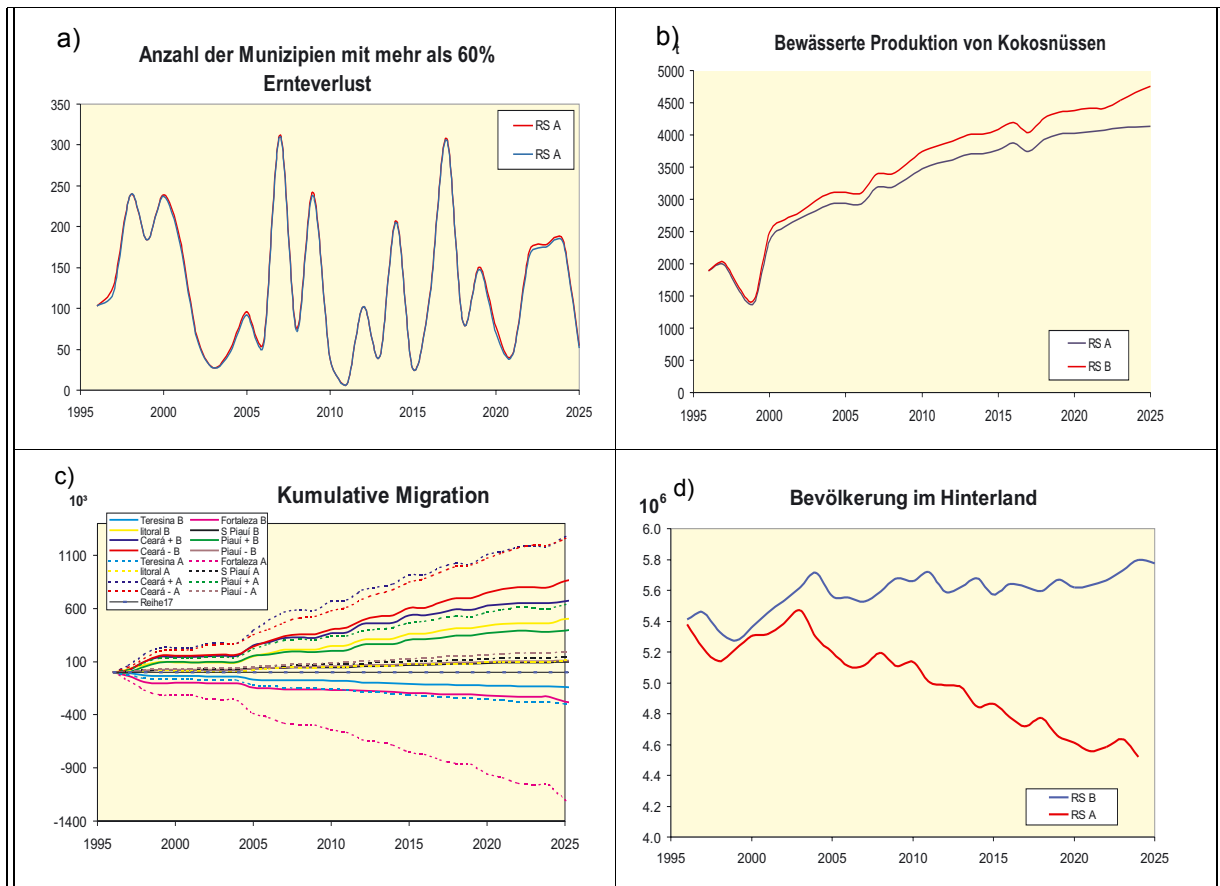 a)
Anzahl der Munizipien mit mehr als 60%
Ernteverlust
350
300
250
200
150
100
50
0
1995 2000 2005 2010 2015 2020 2025
RS A
RS A
b)
Bewässerte Produktion von Kokosnüssen
5000
4500
4000
3500
3000
2500
2000
1500
1000
500
0
1995 2000 2005 2010 2015 2020 2025
RS A
RS B
c)
Kumulative Migration
10³
Teresina B Fortaleza B
litoral B S Piauí B
Ceará + B Piauí + B
Ceará - B Piauí - B
Teresina A Fortaleza A
litoral A S Piauí A
Ceará + A Piauí + A
Ceará - A Piauí - A
Reihe17
1100
600
100
-400
-900
-1400
1995 2000 2005 2010 2015 2020 2025
d)
Bevölkerung im Hinterland
10⁶
6.0
5.8
5.6
5.4
5.2
5.0
4.8
4.6
4.4
4.2
4.0
1995 2000 2005 2010 2015 2020 2025
RS B
RS A